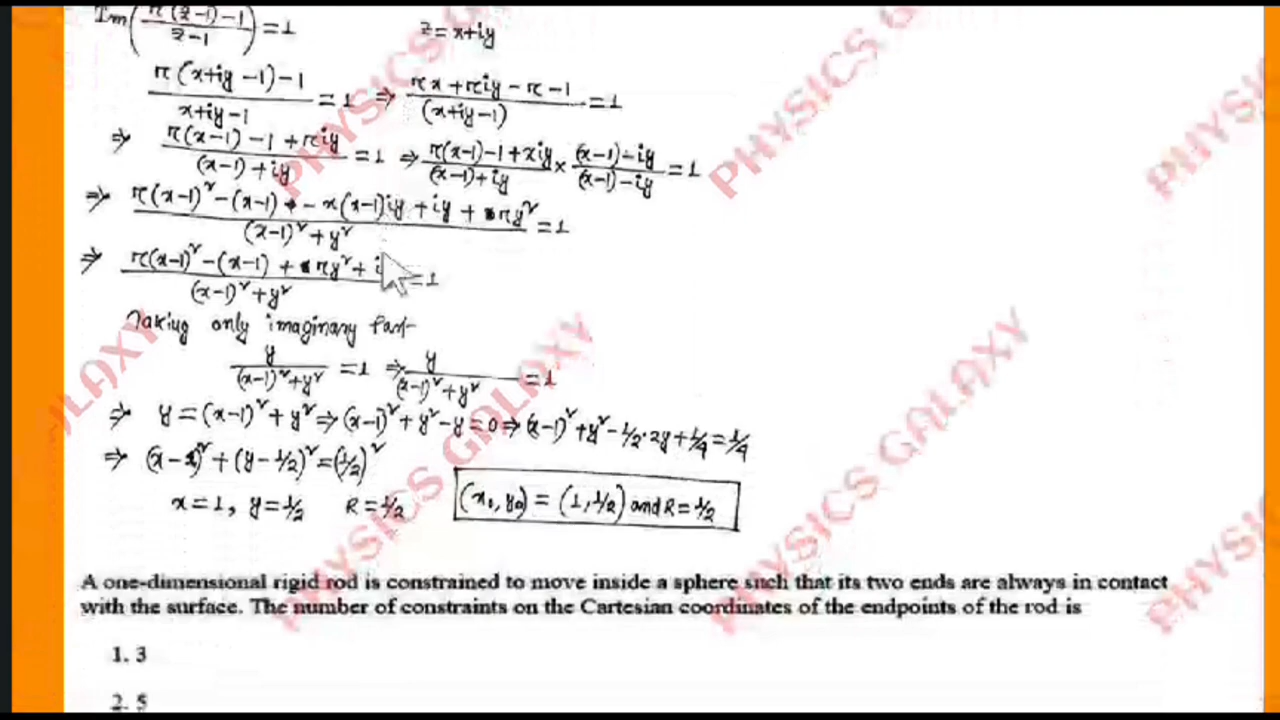 Im(π(z-1)-1 / z-1) = 1    z = x+iy
π(x+iy-1)-1 / x+iy-1 = 1 ⇒ πx+πiy-π-1 / (x+iy-1) = 1
⇒ π(x-1)-1+πiy / (x-1)+iy = 1 ⇒ π(x-1)-1+πiy / (x-1)+iy × (x-1)-iy / (x-1)-iy = 1
⇒ π(x-1)²-(x-1) - π(x-1)iy+iy+πy² / (x-1)²+y² = 1
⇒ π(x-1)²-(x-1)+πy²+i / (x-1)²+y² = 1
Taking only imaginary Part-
y / (x-1)²+y² = 1 ⇒ y / (x-1)²+y² = 1
⇒ y = (x-1)²+y² ⇒ (x-1)²+y²-y = 0 ⇒ (x-1)²+y²-1/2·2y+1/4 = 1/4
⇒ (x-1)²+(y-1/2)² = (1/2)²
x=1, y=1/2    R=1/2    (x₀, y₀) = (1, 1/2) and R=1/2
A one-dimensional rigid rod is constrained to move inside a sphere such that its two ends are always in contact
with the surface. The number of constraints on the Cartesian coordinates of the endpoints of the rod is
1. 3
2. 5
PHYSICS GALAXY
PHYSICS GALAXY
PHYSICS GALAXY